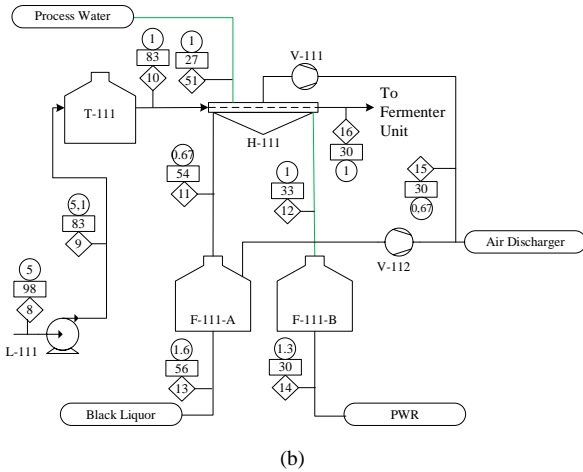 Process Water
1
83
10
1
27
51
V-111
T-111
H-111
To
Fermenter
Unit
16
30
1
0.67
54
11
1
33
12
15
30
0,67
5,1
83
9
Air Discharger
V-112
5
98
8
L-111
F-111-A
F-111-B
1.6
56
13
1.3
30
14
Black Liquor
PWR
(b)